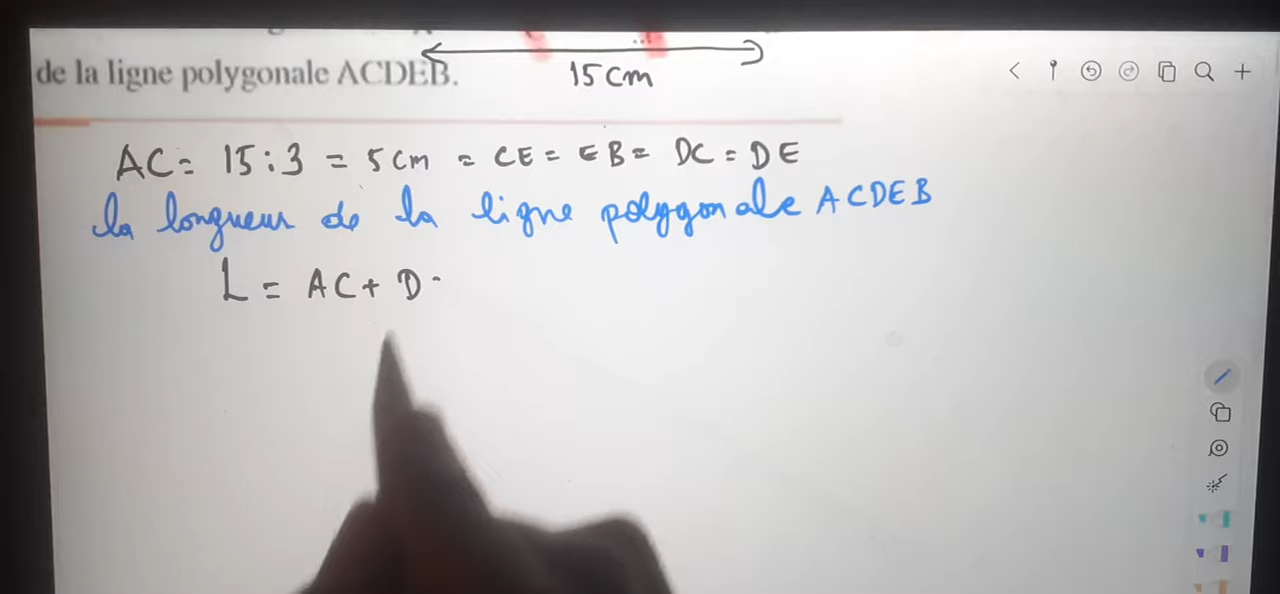 15 cm
de la ligne polygonale ACDEB.
AC = 15 : 3 = 5 cm = CE = EB = DC = DE
la longueur de la ligne polygonale ACDEB
L = AC + D